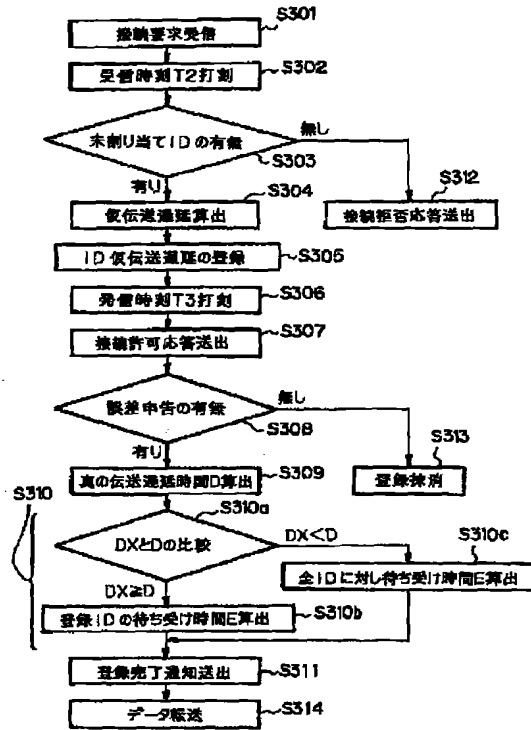 S301
接続要求受信
S302
受信時刻T2打刻
未割り当てIDの有無
無し
S303
有り
S304
仮伝送遅延算出
S312
接続拒否応答送出
ID仮伝送遅延の登録
S305
発信時刻T3打刻
S306
接続許可応答送出
S307
誤差申告の有無
無し
S308
有り
S309
真の伝送遅延時間D算出
S313
登録抹消
S310
S310a
DXとDの比較
DX<D
S310c
全IDに対し待ち受け時間E算出
DX≧D
登録IDの待ち受け時間E算出
S310b
登録完了通知送出
S311
データ転送
S314